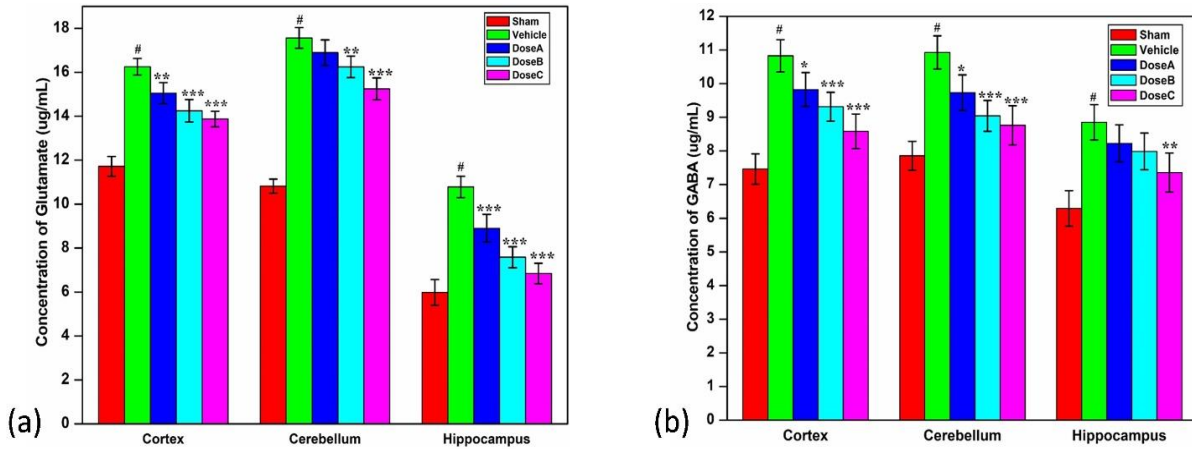 Concentration of Glutamate (ug/mL)
18
16
14
12
10
8
6
4
2
0
Sham
Vehicle
DoseA
DoseB
DoseC
#
**
***
***
#
**
***
#
***
***
***
Cortex Cerebellum Hippocampus
(a)
Concentration of GABA (ug/mL)
12
11
10
9
8
7
6
5
4
3
2
1
0
Sham
Vehicle
DoseA
DoseB
DoseC
#
*
***
***
#
*
***
***
#
**
Cortex Cerebellum Hippocampus
(b)